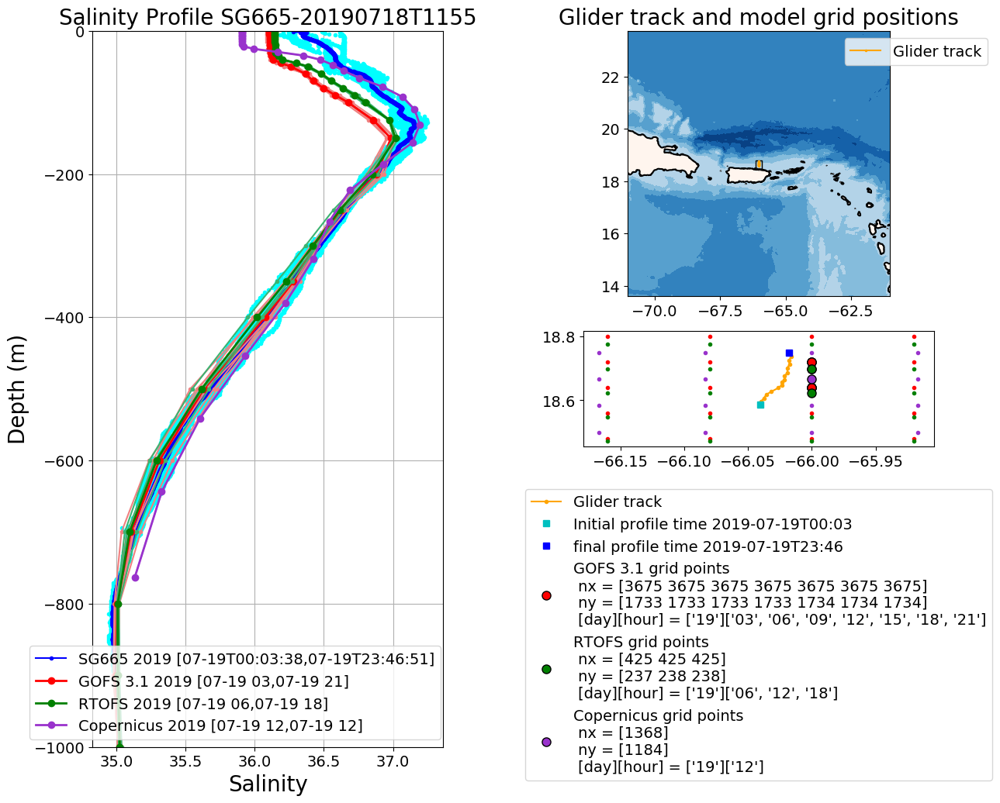 Salinity Profile SG665-20190718T1155
0
−200
−400
−600
−800
−1000
Depth (m)
35.0
35.5
36.0
36.5
37.0
Salinity
SG665 2019 [07-19T00:03:38,07-19T23:46:51]
GOFS 3.1 2019 [07-19 03,07-19 21]
RTOFS 2019 [07-19 06,07-19 18]
Copernicus 2019 [07-19 12,07-19 12]
Glider track and model grid positions
Glider track
22
20
18
16
14
−70.0
−67.5
−65.0
−62.5
18.8
18.6
−66.15
−66.10
−66.05
−66.00
−65.95
Glider track
Initial profile time 2019-07-19T00:03
final profile time 2019-07-19T23:46
GOFS 3.1 grid points
nx = [3675 3675 3675 3675 3675 3675 3675]
ny = [1733 1733 1733 1733 1734 1734 1734]
[day][hour] = ['19']['03', '06', '09', '12', '15', '18', '21']
RTOFS grid points
nx = [425 425 425]
ny = [237 238 238]
[day][hour] = ['19']['06', '12', '18']
Copernicus grid points
nx = [1368]
ny = [1184]
[day][hour] = ['19']['12']